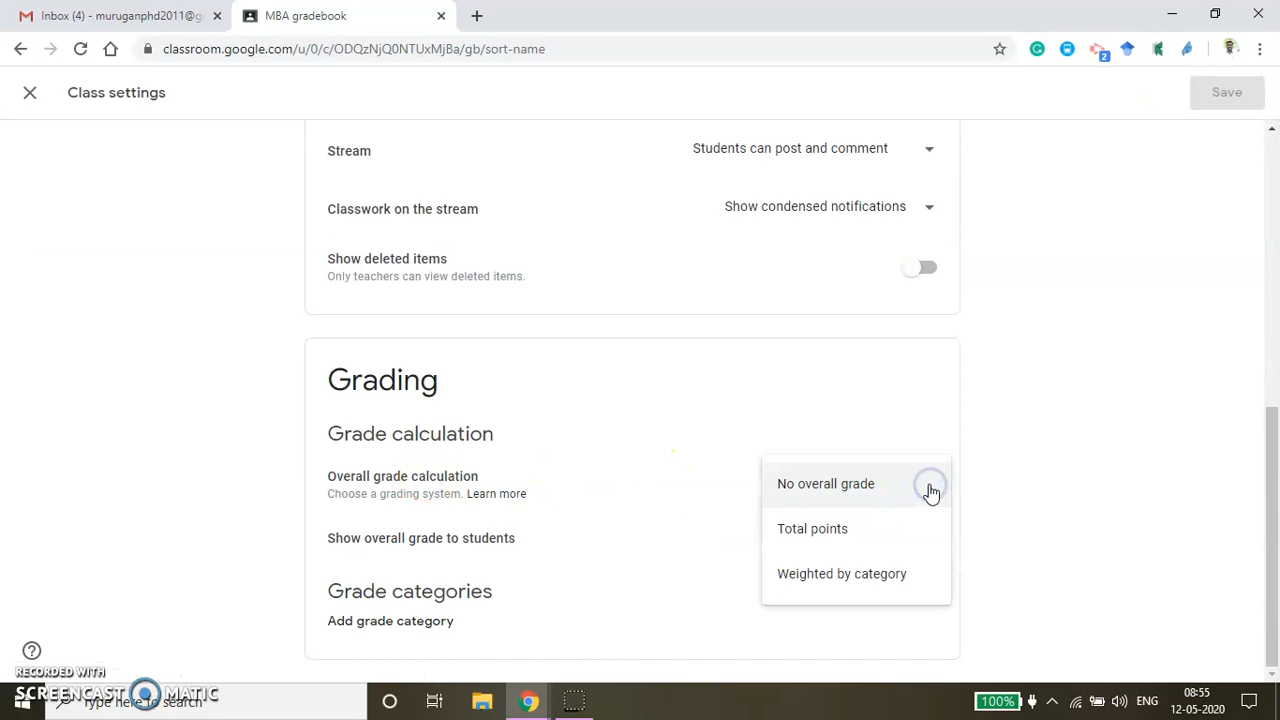 Inbox (4) - muruganphd2011@g
MBA gradebook
classroom.google.com/u/0/c/ODQzNjQ0NTUxMjBa/gb/sort-name
2
Class settings
Save
Stream
Students can post and comment
Classwork on the stream
Show condensed notifications
Show deleted items
Only teachers can view deleted items.
Grading
Grade calculation
Overall grade calculation
Choose a grading system. Learn more
No overall grade
Total points
Show overall grade to students
Weighted by category
Grade categories
Add grade category
RECORDED WITH
SCREENCAST MATIC
Type here to search
100%
ENG
08:55
12-05-2020